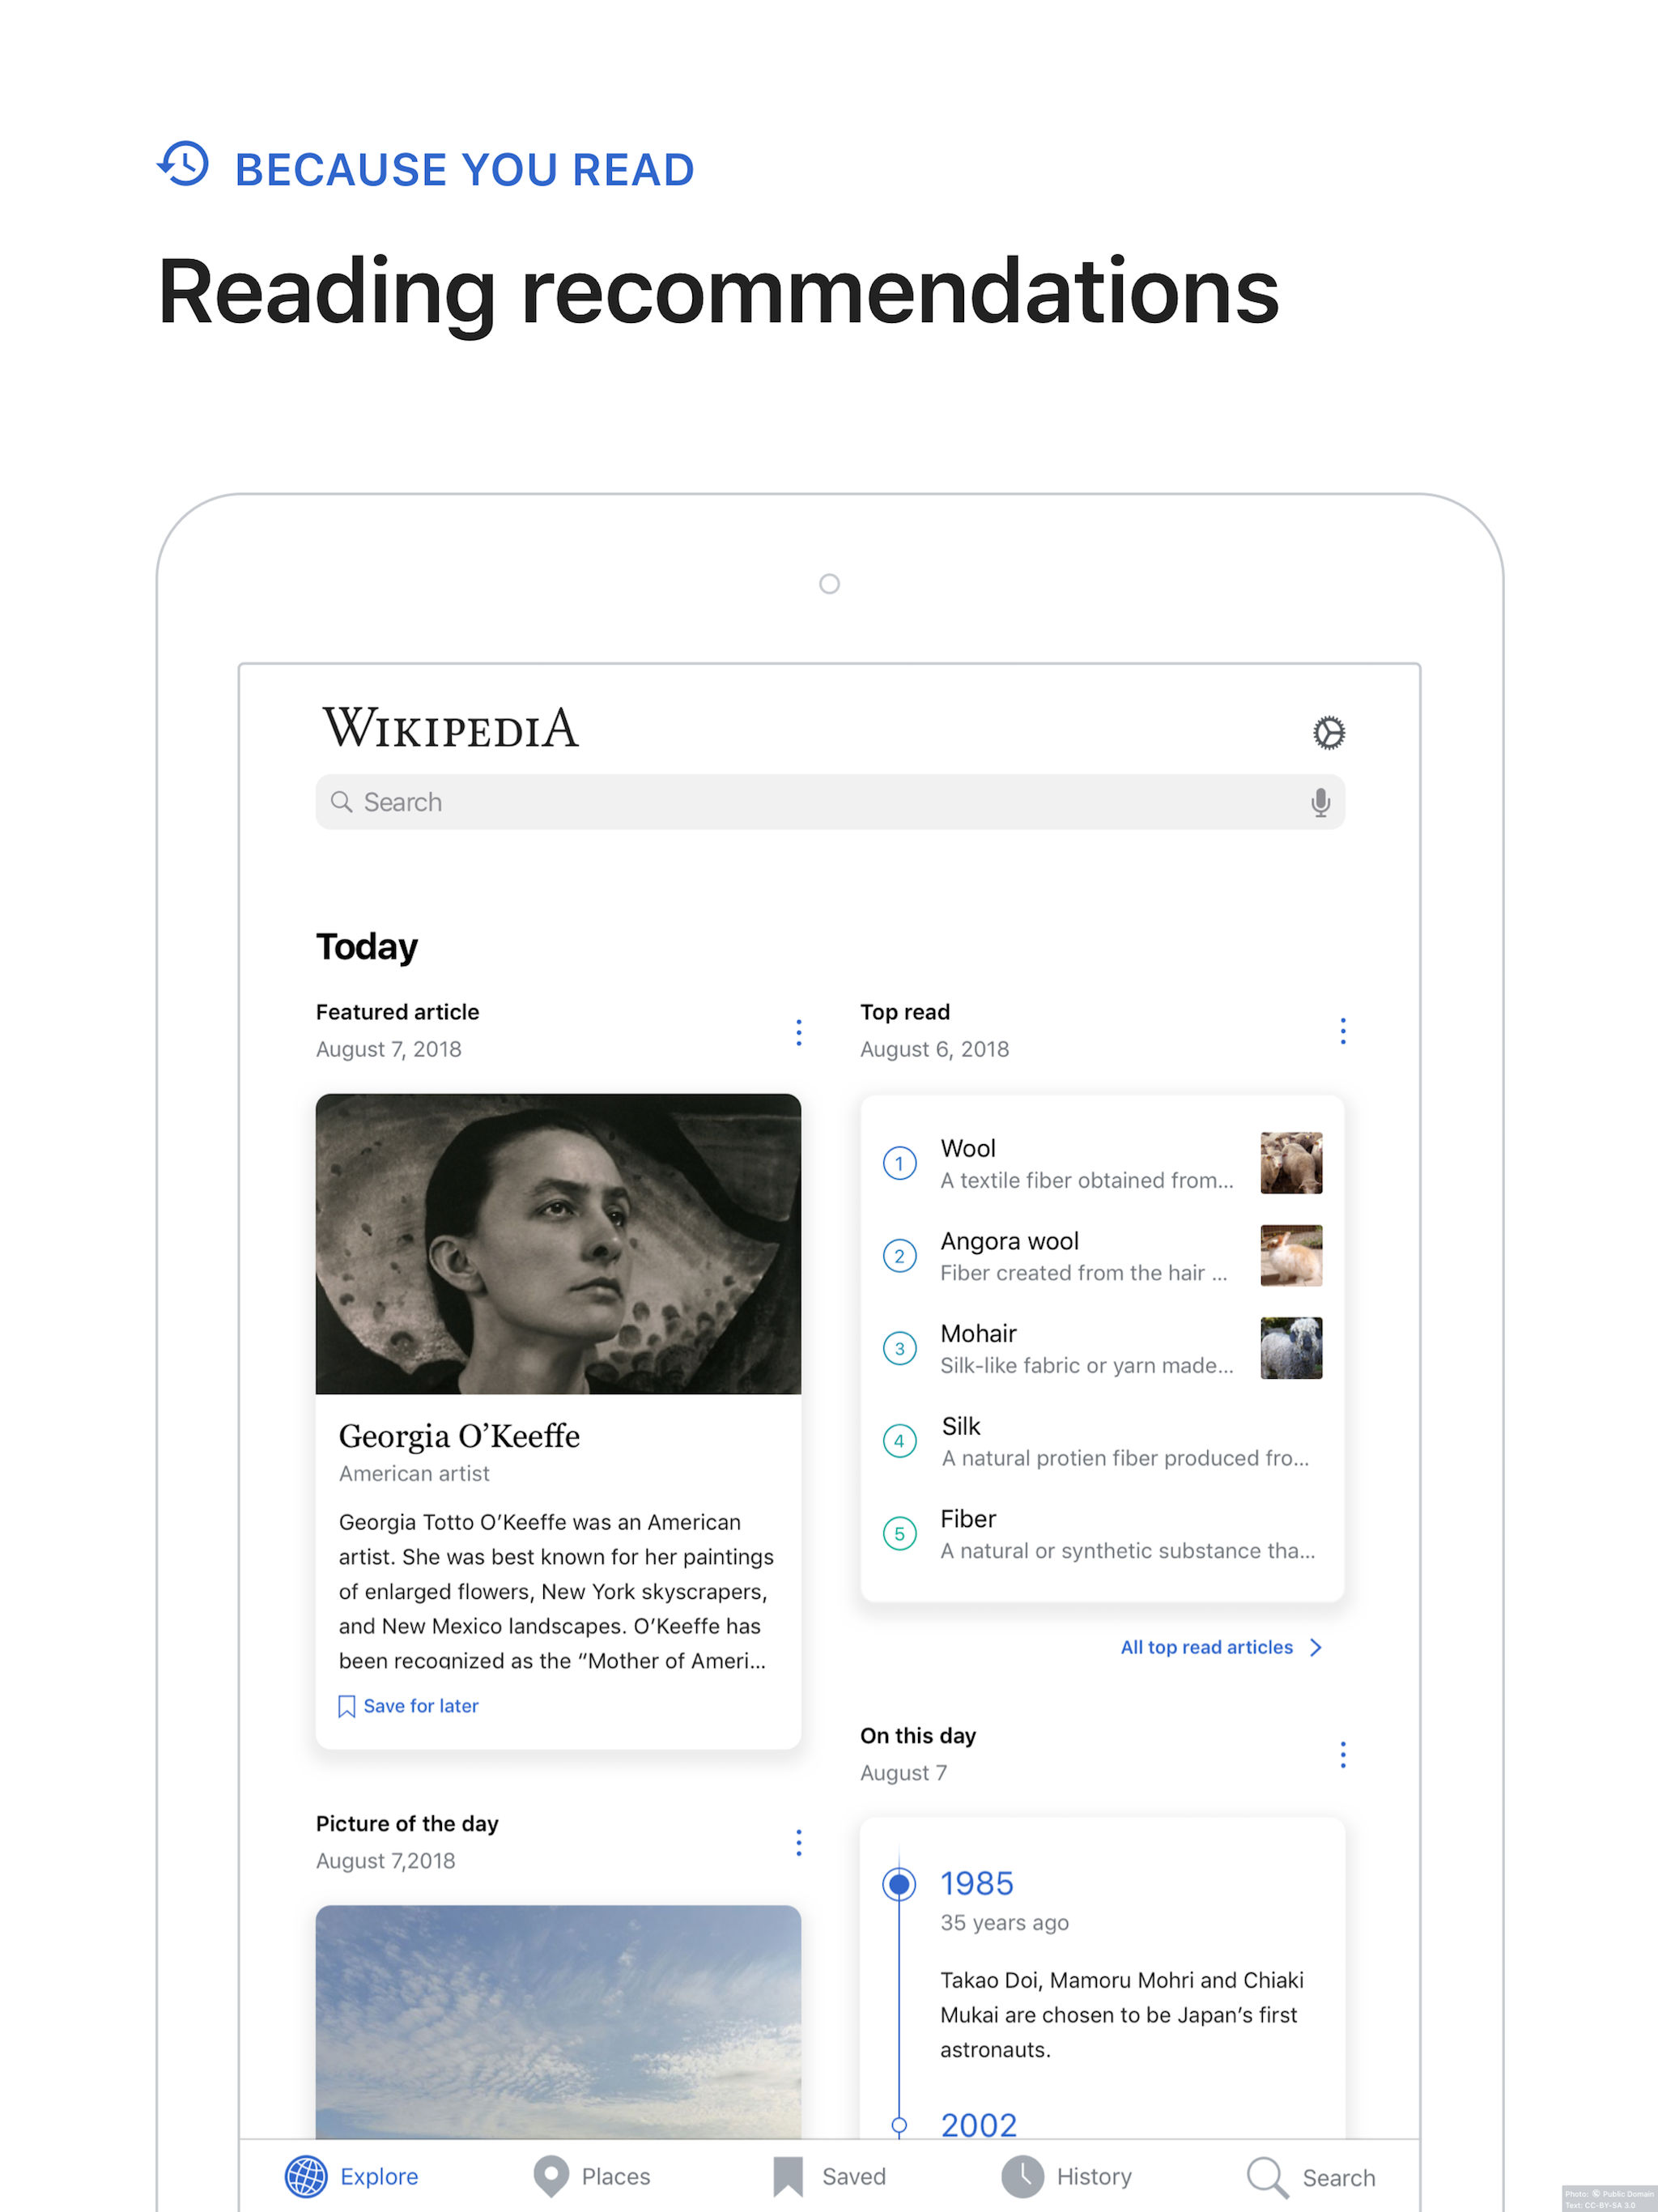 BECAUSE YOU READ
Reading recommendations
WIKIPEDIA
Search
Today
Featured article
August 7, 2018
Georgia O’Keeffe
American artist
Georgia Totto O’Keeffe was an American
artist. She was best known for her paintings
of enlarged flowers, New York skyscrapers,
and New Mexico landscapes. O’Keeffe has
been recognized as the “Mother of Ameri...
Save for later
Picture of the day
August 7,2018
Top read
August 6, 2018
1
Wool
A textile fiber obtained from...
2
Angora wool
Fiber created from the hair ...
3
Mohair
Silk-like fabric or yarn made...
4
Silk
A natural protien fiber produced fro...
5
Fiber
A natural or synthetic substance tha...
All top read articles
On this day
August 7
1985
35 years ago
Takao Doi, Mamoru Mohri and Chiaki
Mukai are chosen to be Japan’s first
astronauts.
2002
Explore
Places
Saved
History
Search
Photo: © Public Domain
Text: CC-BY-SA 3.0